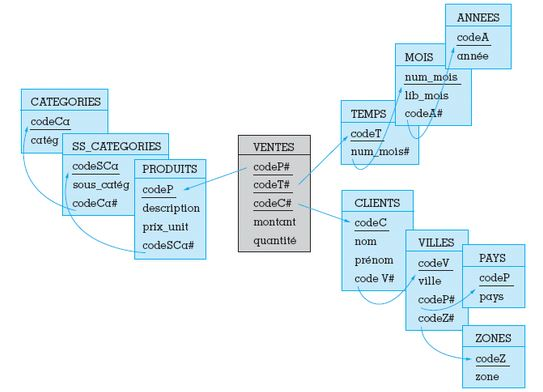 ANNEES
codeA
année
MOIS
num_mois
lib_mois
codeA#
TEMPS
codeT
num_mois#
CATEGORIES
codeCa
catég
SS_CATEGORIES
codeSCa
sous_catég
codeCa#
PRODUITS
codeP
description
prix_unit
codeSCa#
VENTES
codeP#
codeT#
codeC#
montant
quantité
CLIENTS
codeC
nom
prénom
code V#
VILLES
codeV
ville
codeP#
codeZ#
PAYS
codeP
pays
ZONES
codeZ
zone